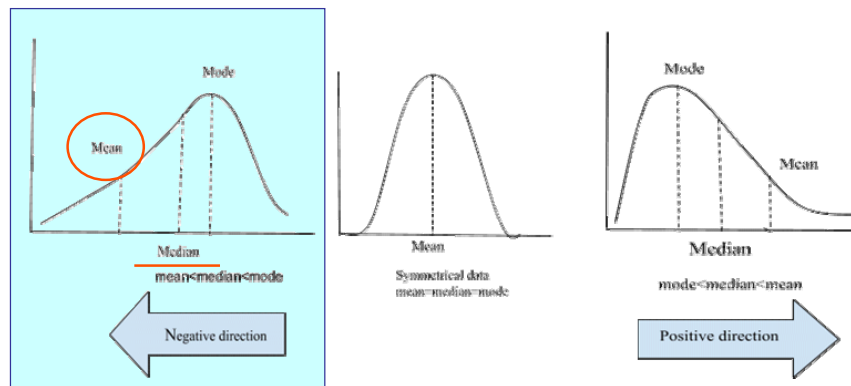 Mode
Mean
Median
mean<median<mode
Negative direction
Mean
Symmetrical data
mean=median=mode
Mode
Mean
Median
mode<median<mean
Positive direction